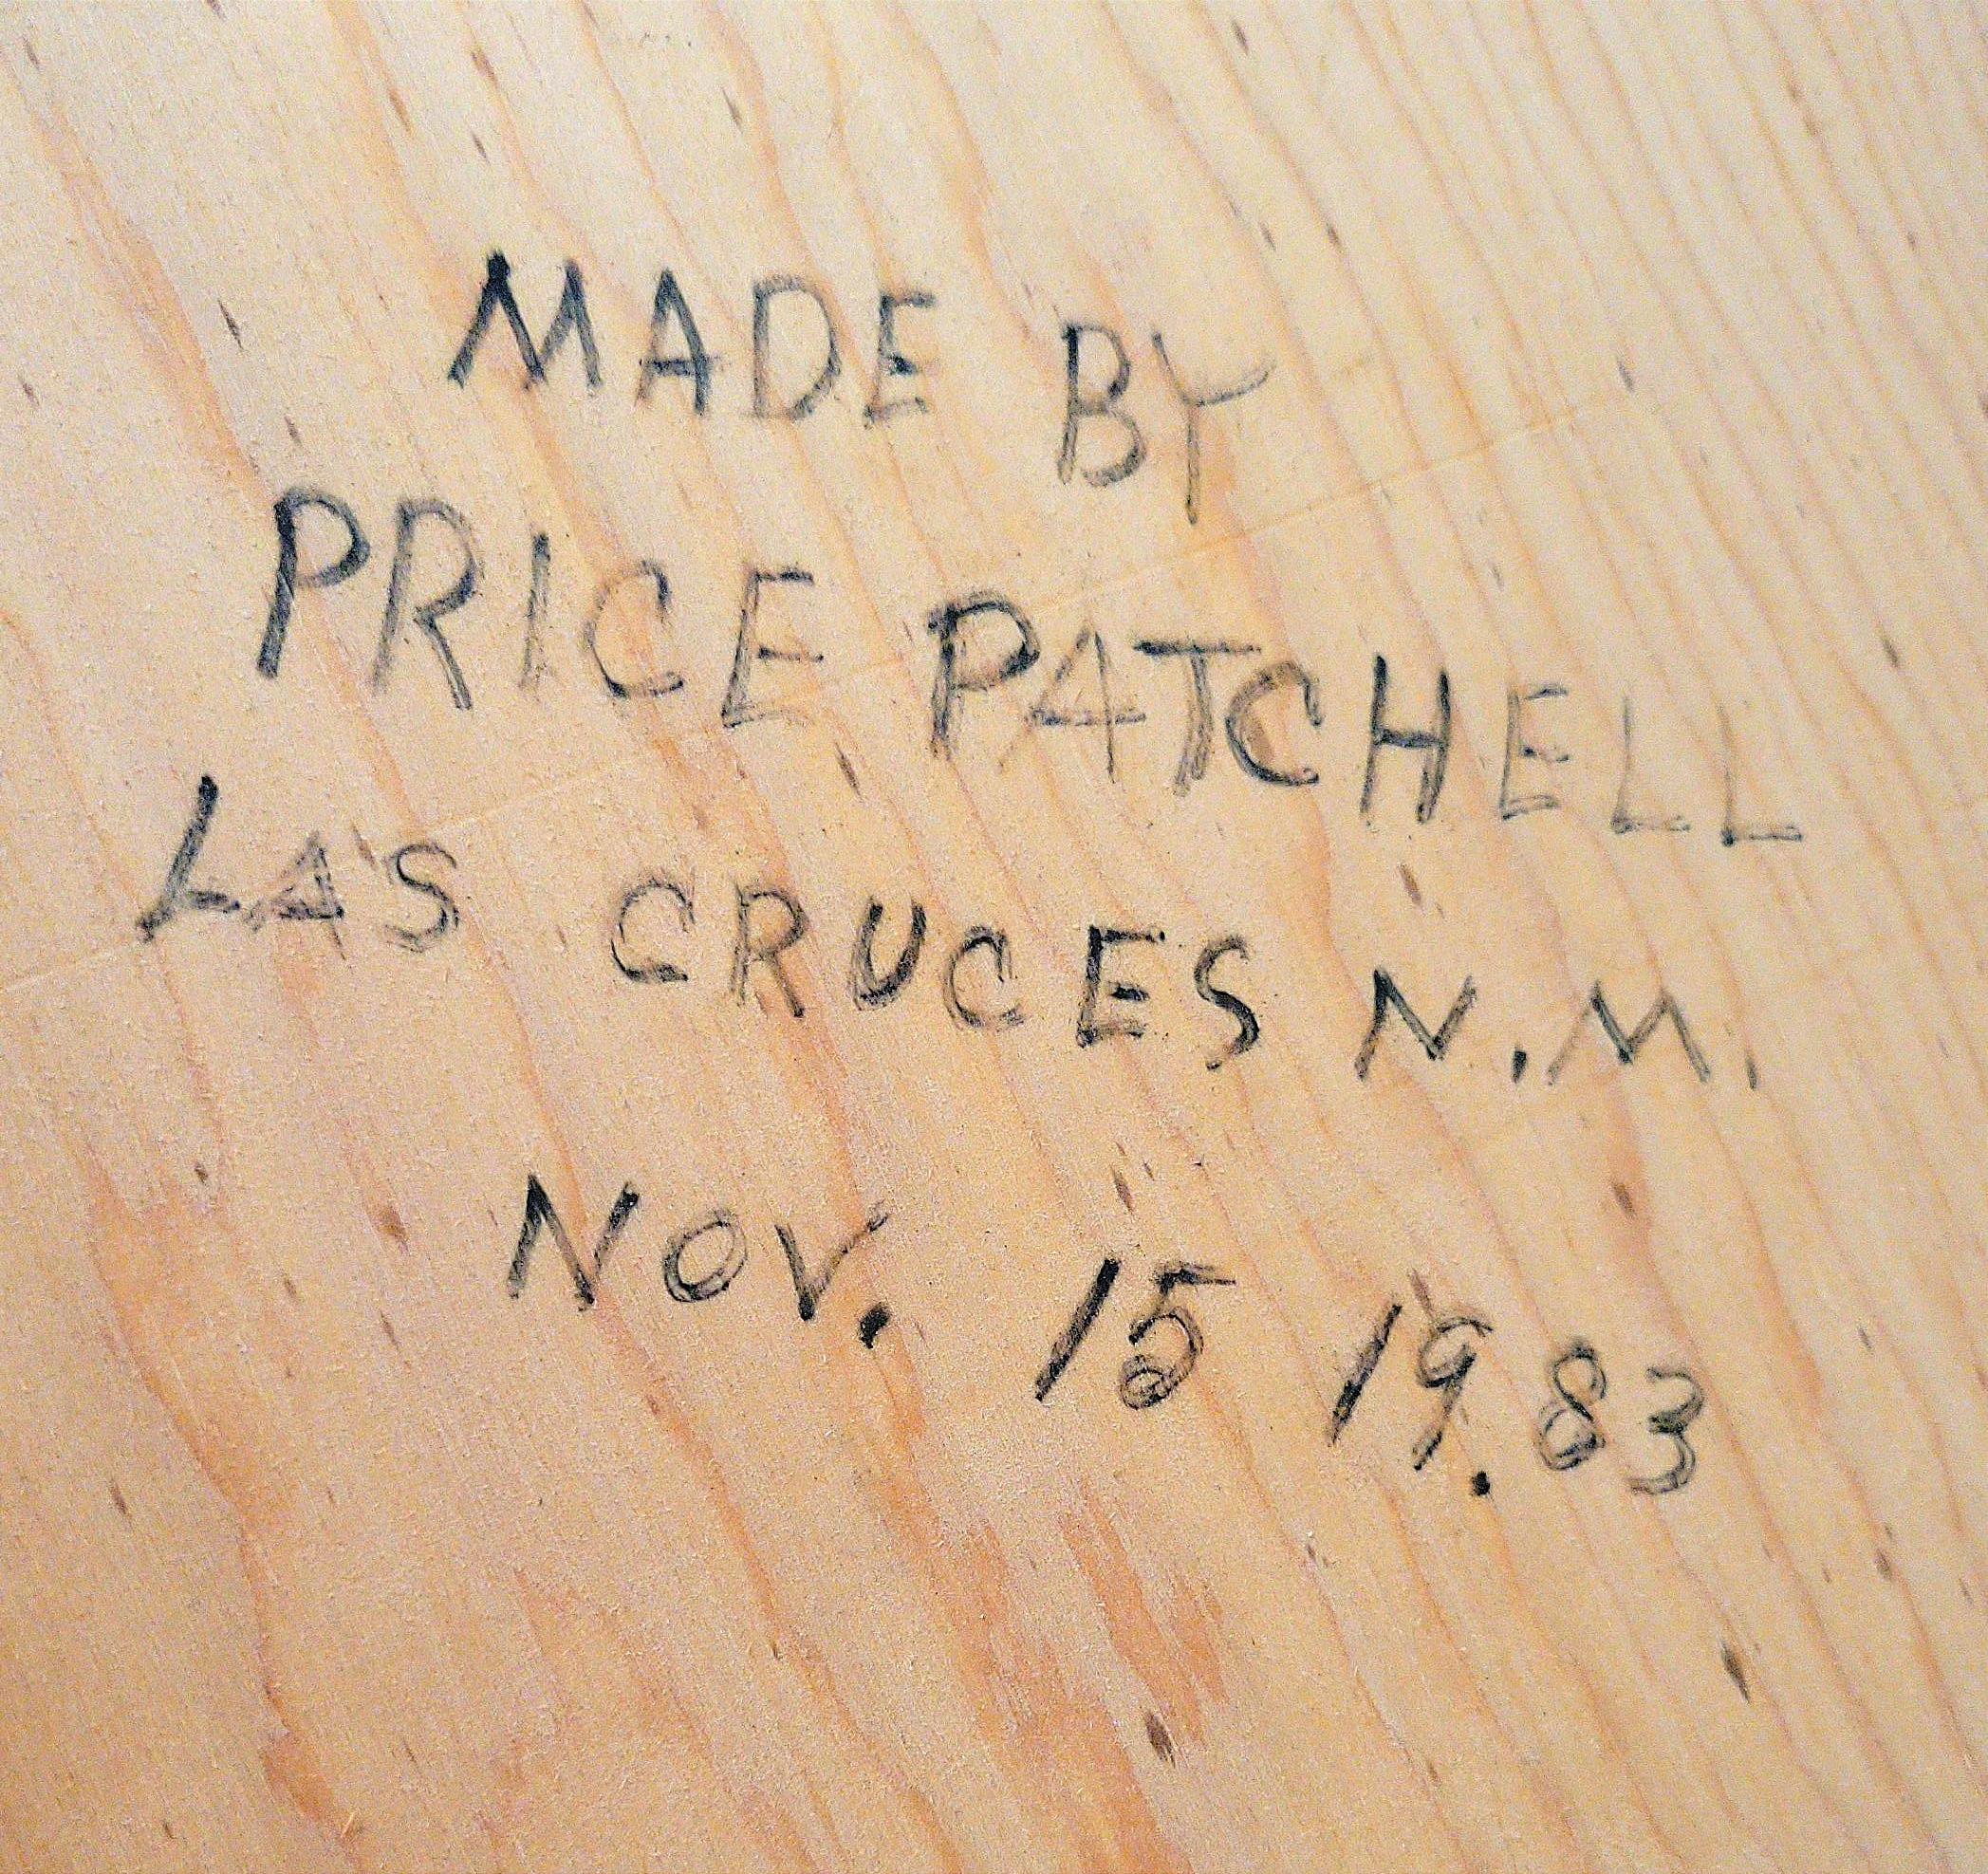 MADE BY
PRICE PATCHELL
LAS CRUCES N.M.
NOV. 15 19.83